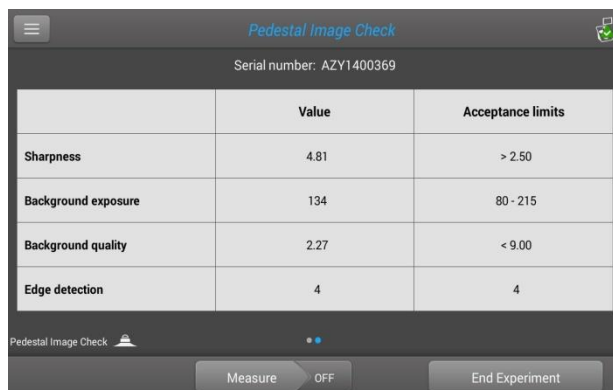 Pedestal Image Check
Serial number: AZY1400369
Value Acceptance limits
Sharpness 4.81 > 2.50
Background exposure 134 80 - 215
Background quality 2.27 < 9.00
Edge detection 4 4
Pedestal Image Check
Measure OFF End Experiment